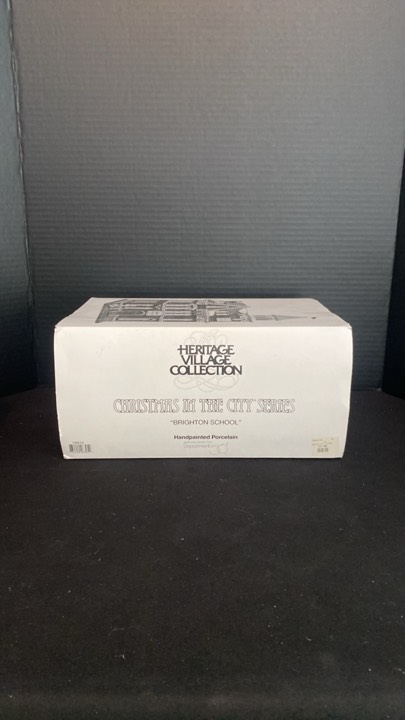 HERITAGE
VILLAGE
COLLECTION
CHRISTMAS IN THE CITY SERIES
"BRIGHTON SCHOOL"
Handpainted Porcelain